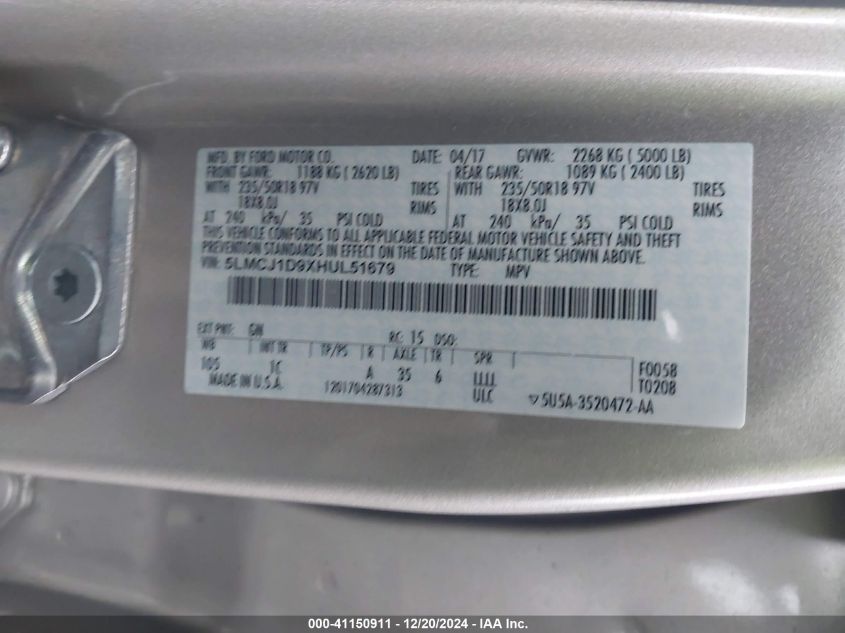 MFD. BY FORD MOTOR CO. DATE: 04/17 GVWR: 2268 KG ( 5000 LB)
FRONT GAWR: 1188 KG ( 2620 LB) REAR GAWR: 1089 KG ( 2400 LB)
WITH 235/50R18 97V TIRES WITH 235/50R18 97V TIRES
18X8.0J RIMS 18X8.0J RIMS
AT 240 kPa/ 35 PSI COLD AT 240 kPa/ 35 PSI COLD
THIS VEHICLE CONFORMS TO ALL APPLICABLE FEDERAL MOTOR VEHICLE SAFETY AND THEFT
PREVENTION STANDARDS IN EFFECT ON THE DATE OF MANUFACTURE SHOWN ABOVE.
VIN: 5LMCJ1D9XHUL51679 TYPE: MPV
EXT PNT: GN RC: 15 DSO:
WB INT TR TP/PS R AXLE TR SPR
105 1C A 35 6 LLLL F0058
MADE IN U.S.A. 1201704287313 ULC T0208
5U5A-3520472-AA
000-41150911 - 12/20/2024 - IAA Inc.